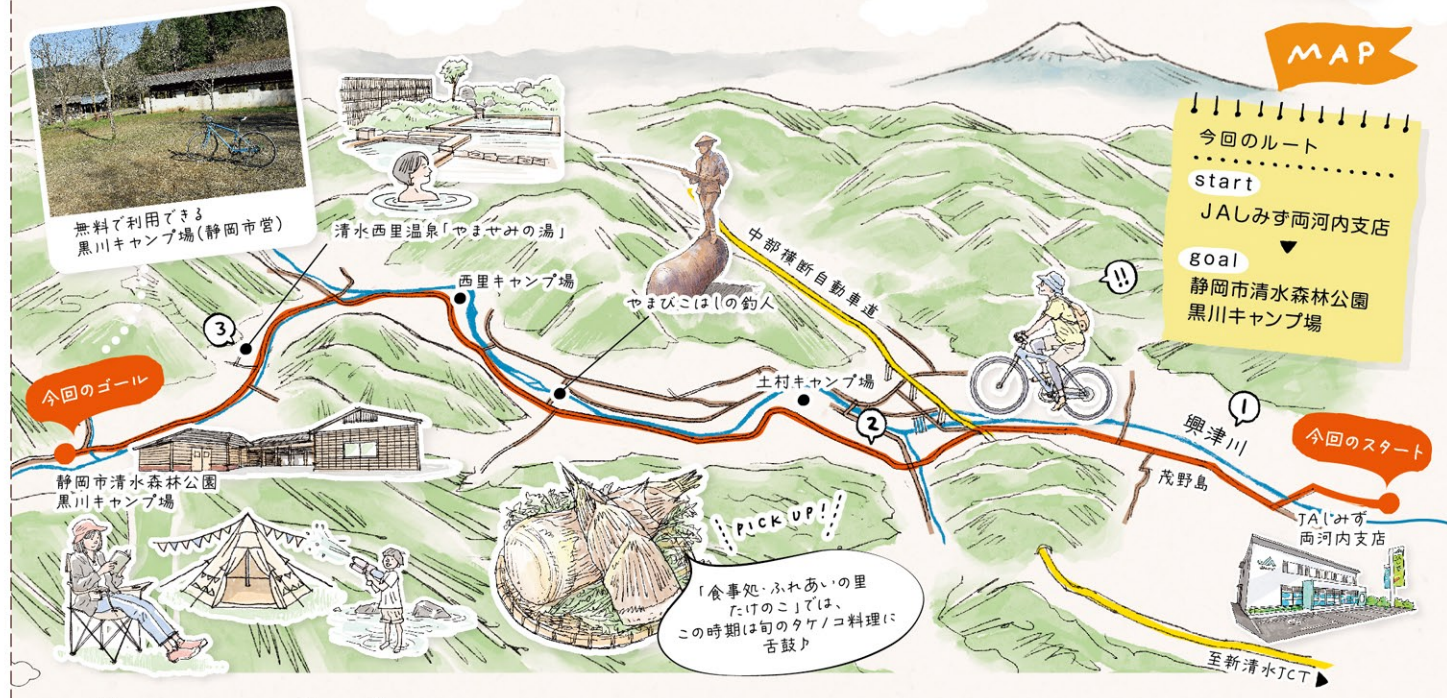 MAP
今回のルート
start
JAしみず両河内支店
▼
goal
静岡市清水森林公園
黒川キャンプ場
無料で利用できる
黒川キャンプ場(静岡市営)
清水西里温泉「やませみの湯」
西里キャンプ場
やまびこはしの釣人
中部横断自動車道
!!
土村キャンプ場
3
2
1
興津川
茂野島
今回のゴール
今回のスタート
静岡市清水森林公園
黒川キャンプ場
JAしみず
両河内支店
PICK UP!
「食事処・ふれあいの里
たけのこ」では、
この時期は旬のタケノコ料理に
舌鼓♪
至新清水JCT▶